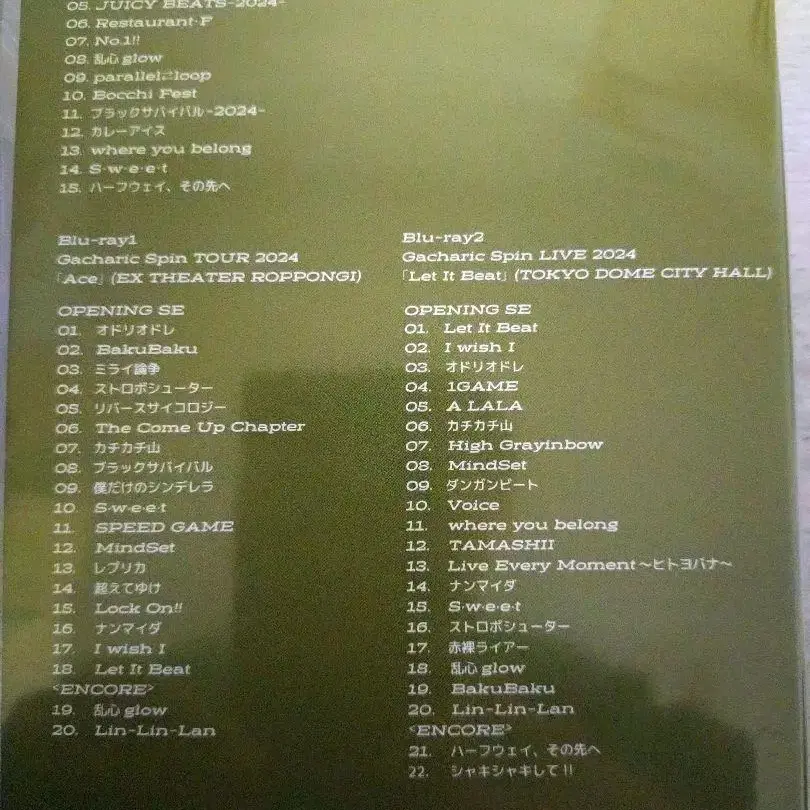 05. JUICY BEATS-2024-
06. Restaurant-F
07. No.1!!
08. 乱心 glow
09. parallel⇄loop
10. Bocchi Fest
11. ブラックサバイバル-2024-
12. カレーアイス
13. where you belong
14. S·w·e·e·t
15. ハーフウェイ、その先へ
Blu-ray1
Gacharic Spin TOUR 2024
「Ace」(EX THEATER ROPPONGI)
OPENING SE
01. オドリオドレ
02. BakuBaku
03. ミライ論争
04. ストロボシューター
05. リバースサイコロジー
06. The Come Up Chapter
07. カチカチ山
08. ブラックサバイバル
09. 僕だけのシンデレラ
10. S·w·e·e·t
11. SPEED GAME
12. MindSet
13. レプリカ
14. 超えてゆけ
15. Lock On!!
16. ナンマイダ
17. I wish I
18. Let It Beat
<ENCORE>
19. 乱心 glow
20. Lin-Lin-Lan
Blu-ray2
Gacharic Spin LIVE 2024
「Let It Beat」(TOKYO DOME CITY HALL)
OPENING SE
01. Let It Beat
02. I wish I
03. オドリオドレ
04. 1GAME
05. A LALA
06. カチカチ山
07. High Grayinbow
08. MindSet
09. ダンガンビート
10. Voice
11. where you belong
12. TAMASHII
13. Live Every Moment～ヒトヨバナ～
14. ナンマイダ
15. S·w·e·e·t
16. ストロボシューター
17. 赤裸ライアー
18. 乱心 glow
19. BakuBaku
20. Lin-Lin-Lan
<ENCORE>
21. ハーフウェイ、その先へ
22. シャキシャキして!!